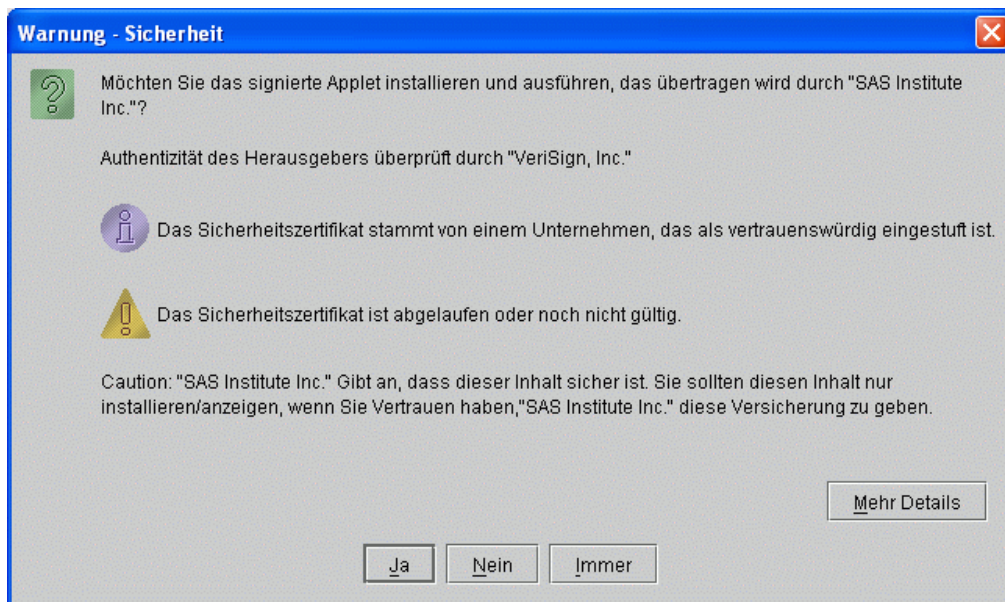 Warnung - Sicherheit
Möchten Sie das signierte Applet installieren und ausführen, das übertragen wird durch "SAS Institute
Inc."?
Authentizität des Herausgebers überprüft durch "VeriSign, Inc."
Das Sicherheitszertifikat stammt von einem Unternehmen, das als vertrauenswürdig eingestuft ist.
Das Sicherheitszertifikat ist abgelaufen oder noch nicht gültig.
Caution: "SAS Institute Inc." Gibt an, dass dieser Inhalt sicher ist. Sie sollten diesen Inhalt nur
installieren/anzeigen, wenn Sie Vertrauen haben,"SAS Institute Inc." diese Versicherung zu geben.
Mehr Details
Ja Nein Immer